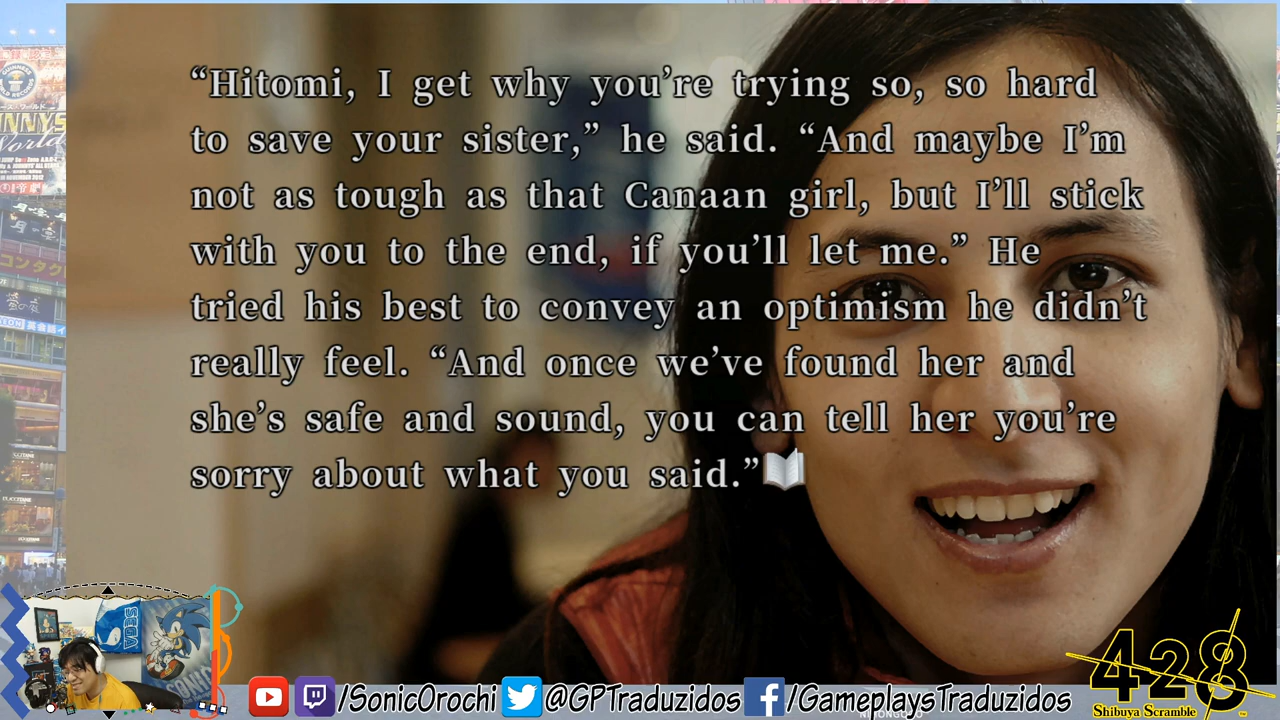 “Hitomi, I get why you’re trying so, so hard
to save your sister,” he said. “And maybe I’m
not as tough as that Canaan girl, but I’ll stick
with you to the end, if you’ll let me.” He
tried his best to convey an optimism he didn’t
really feel. “And once we’ve found her and
she’s safe and sound, you can tell her you’re
sorry about what you said.”
SEGA
SONIC
/SonicOrochi @GPTraduzidos /GameplaysTraduzidos
428
Shibuya Scramble